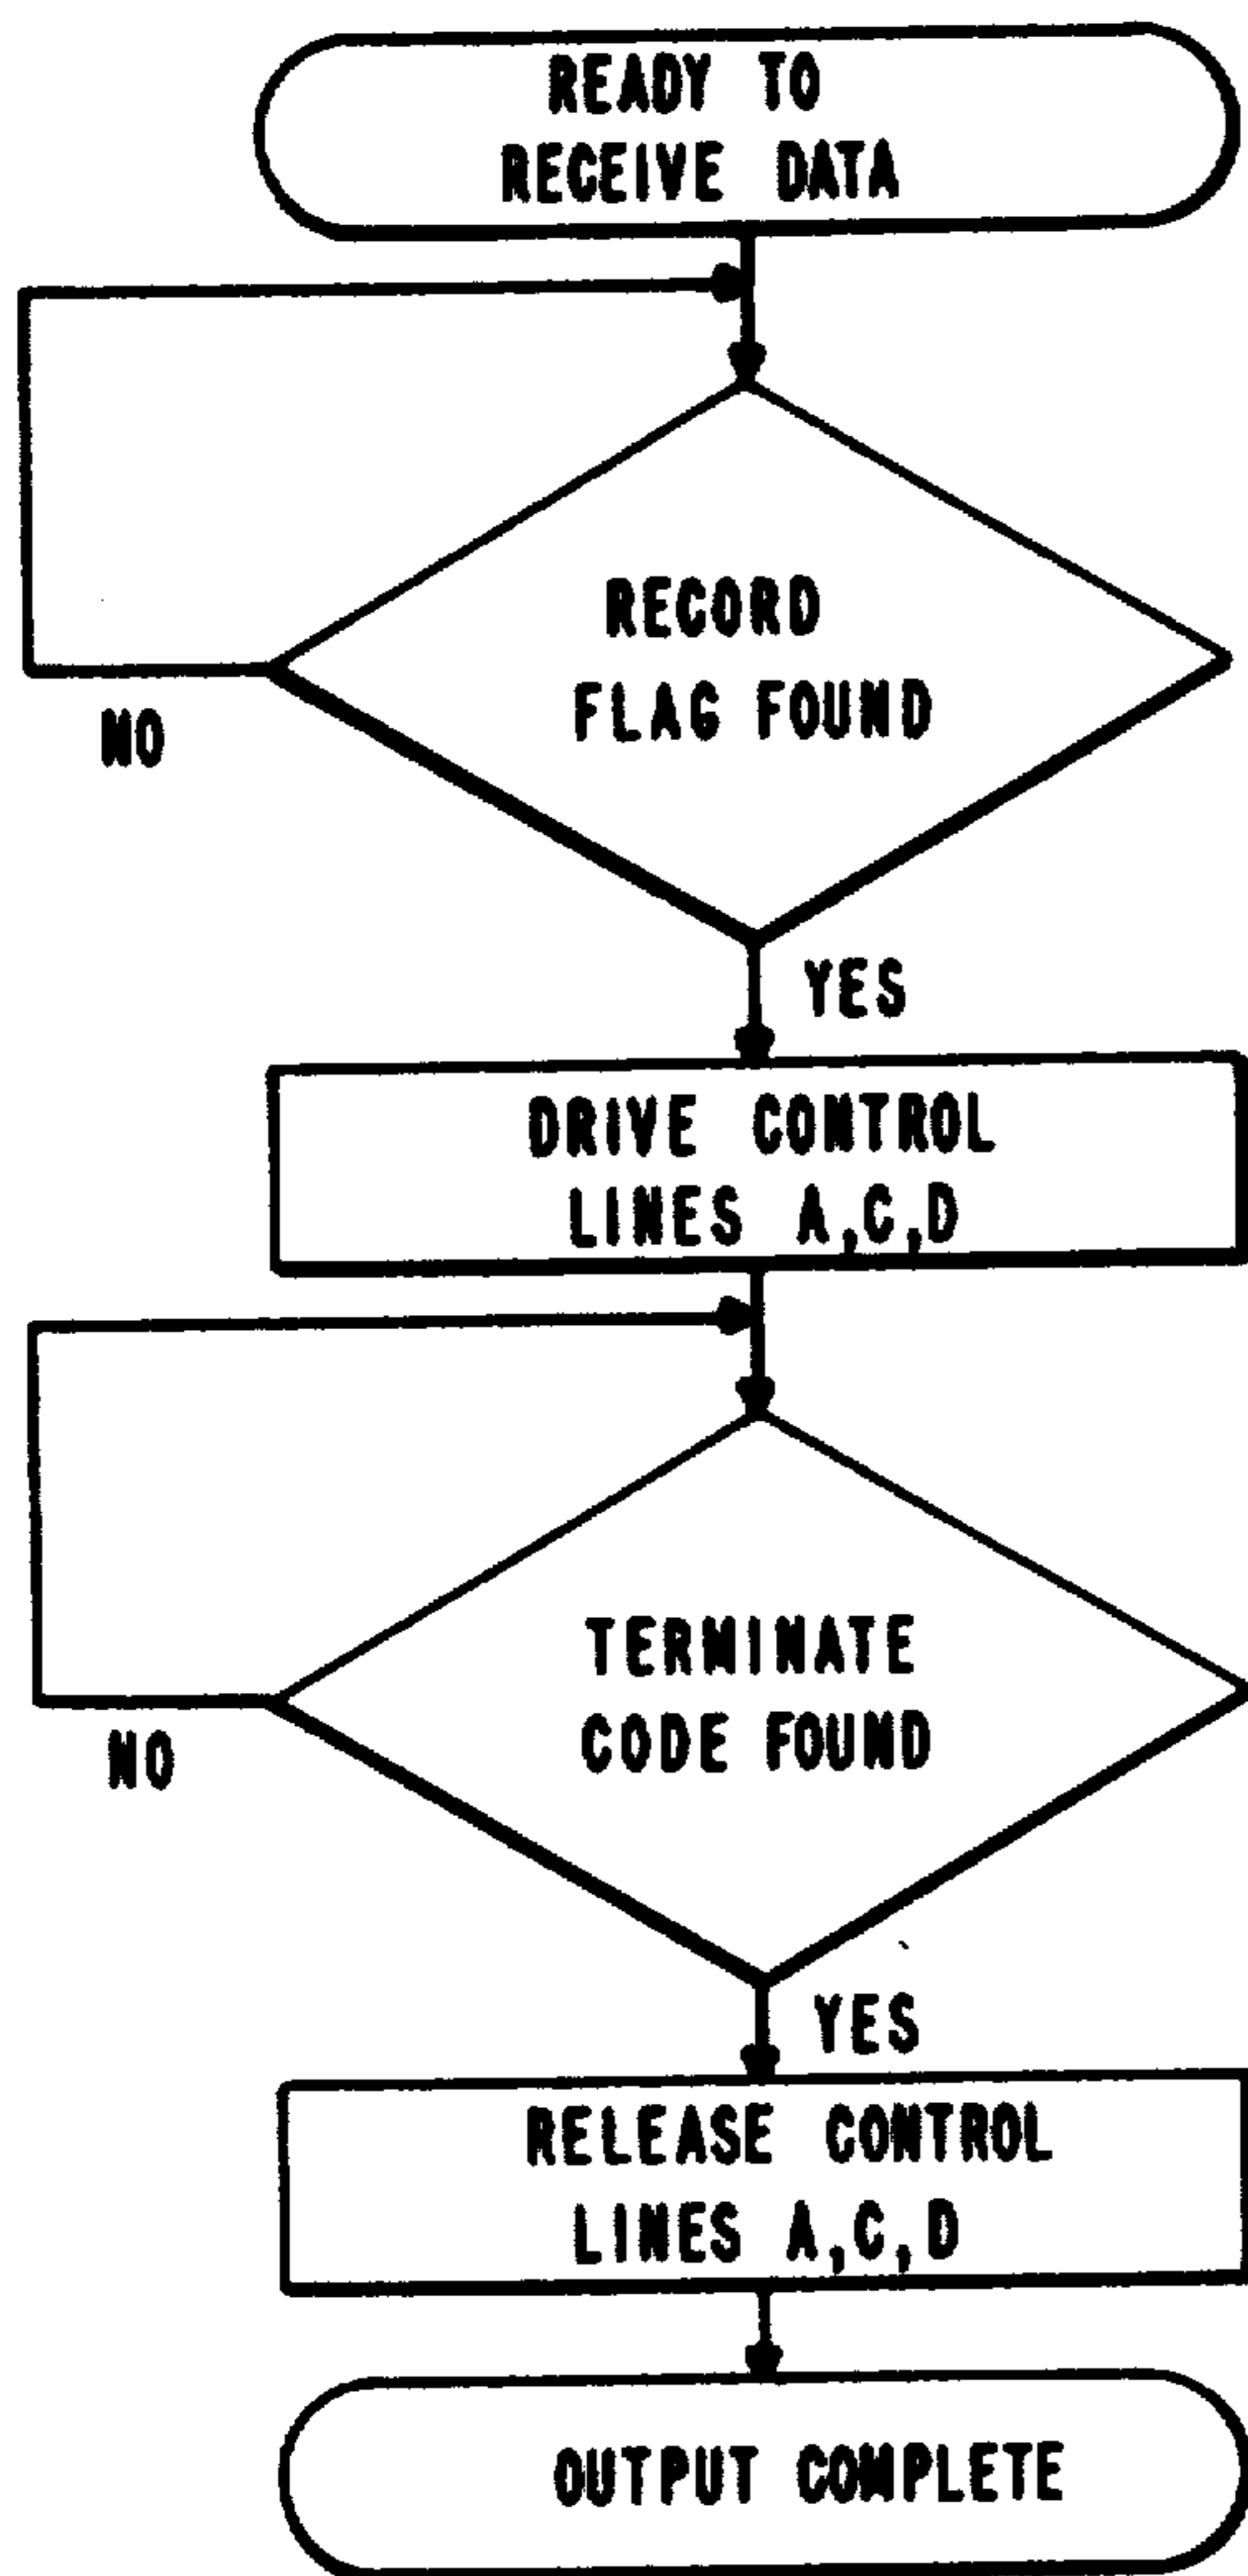 READY TO
RECEIVE DATA
RECORD
FLAG FOUND
NO
YES
DRIVE CONTROL
LINES A,C,D
TERMINATE
CODE FOUND
NO
YES
RELEASE CONTROL
LINES A,C,D
OUTPUT COMPLETE